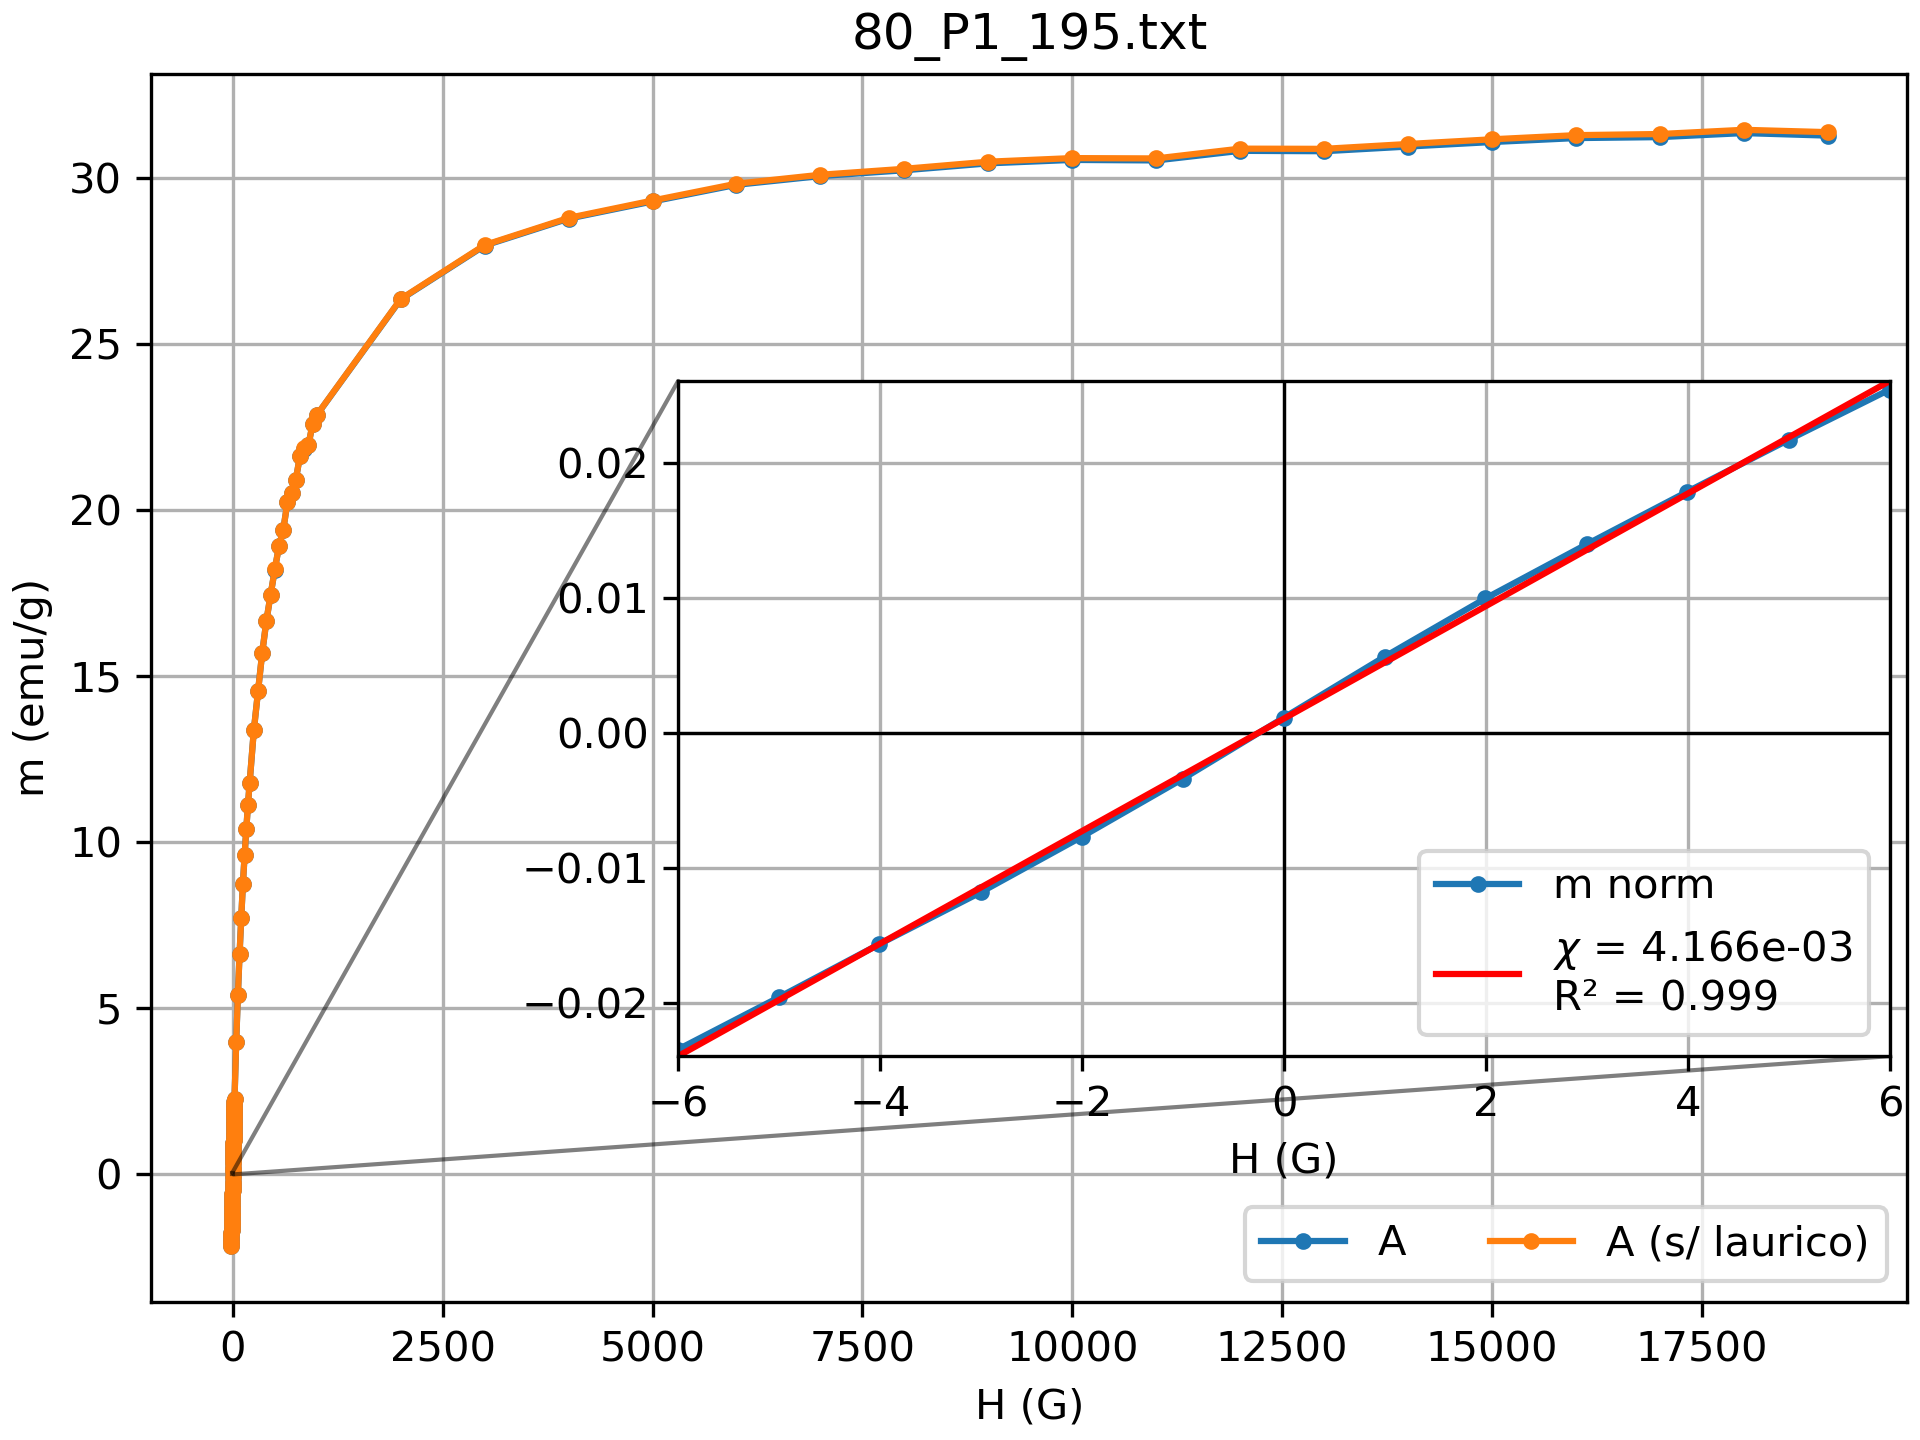 80_P1_195.txt
m (emu/g)
30
25
20
15
10
5
0
0.02
0.01
0.00
−0.01
−0.02
m norm
χ = 4.166e-03
R² = 0.999
−6 −4 −2 0 2 4 6
H (G)
A A (s/ laurico)
0 2500 5000 7500 10000 12500 15000 17500
H (G)